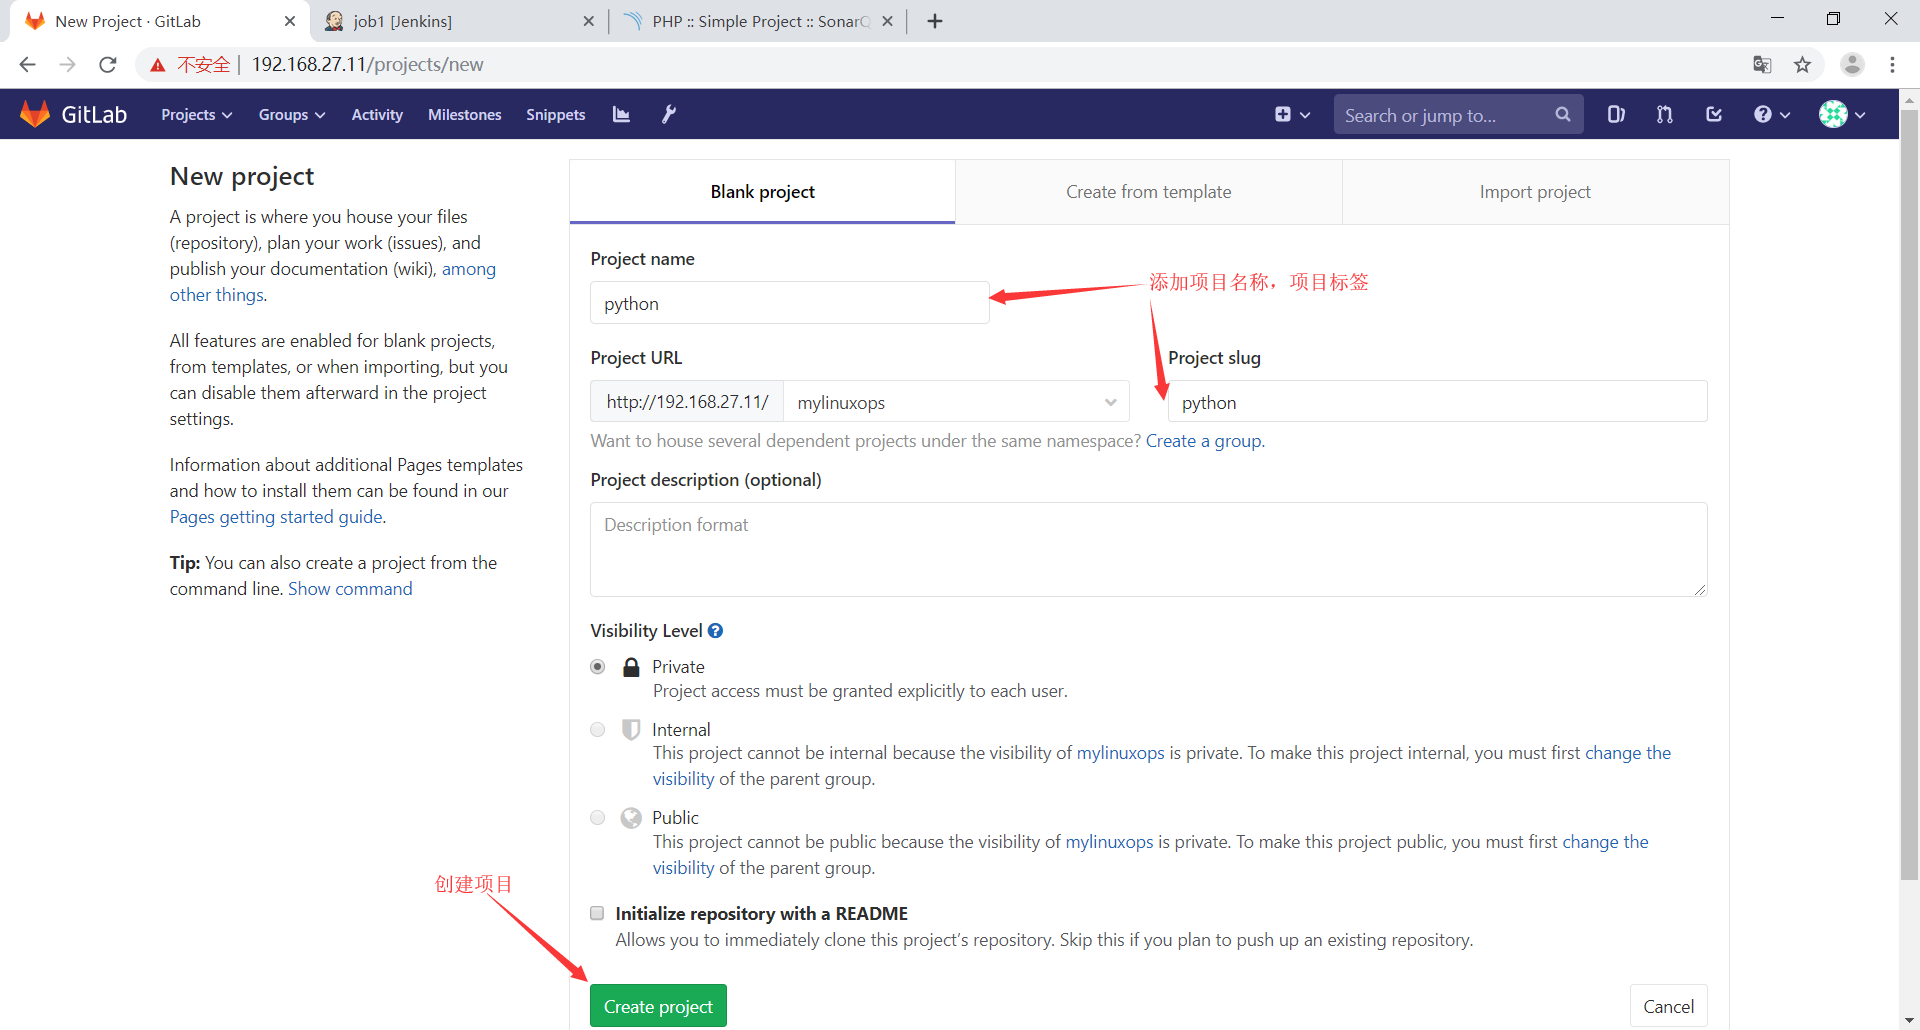 New Project · GitLab
job1 [Jenkins]
PHP :: Simple Project :: Sonar
不安全 | 192.168.27.11/projects/new
GitLab Projects Groups Activity Milestones Snippets Search or jump to...
New project
A project is where you house your files
(repository), plan your work (issues), and
publish your documentation (wiki), among
other things.
All features are enabled for blank projects,
from templates, or when importing, but you
can disable them afterward in the project
settings.
Information about additional Pages templates
and how to install them can be found in our
Pages getting started guide.
Tip: You can also create a project from the
command line. Show command
Blank project Create from template Import project
Project name
python
添加项目名称，项目标签
Project URL Project slug
http://192.168.27.11/ mylinuxops python
Want to house several dependent projects under the same namespace? Create a group.
Project description (optional)
Description format
Visibility Level
Private
Project access must be granted explicitly to each user.
Internal
This project cannot be internal because the visibility of mylinuxops is private. To make this project internal, you must first change the
visibility of the parent group.
Public
This project cannot be public because the visibility of mylinuxops is private. To make this project public, you must first change the
visibility of the parent group.
创建项目
Initialize repository with a README
Allows you to immediately clone this project’s repository. Skip this if you plan to push up an existing repository.
Create project Cancel